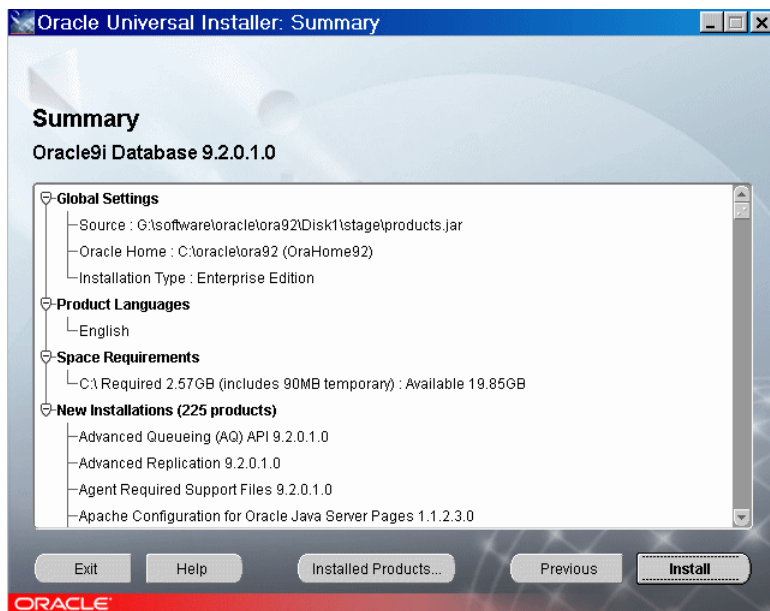 Oracle Universal Installer: Summary
Summary
Oracle9i Database 9.2.0.1.0
Global Settings
Source : G:\software\oracle\ora92\Disk1\stage\products.jar
Oracle Home : C:\oracle\ora92 (OraHome92)
Installation Type : Enterprise Edition
Product Languages
English
Space Requirements
C:\ Required 2.57GB (includes 90MB temporary) : Available 19.85GB
New Installations (225 products)
Advanced Queueing (AQ) API 9.2.0.1.0
Advanced Replication 9.2.0.1.0
Agent Required Support Files 9.2.0.1.0
Apache Configuration for Oracle Java Server Pages 1.1.2.3.0
Exit Help Installed Products... Previous Install
ORACLE